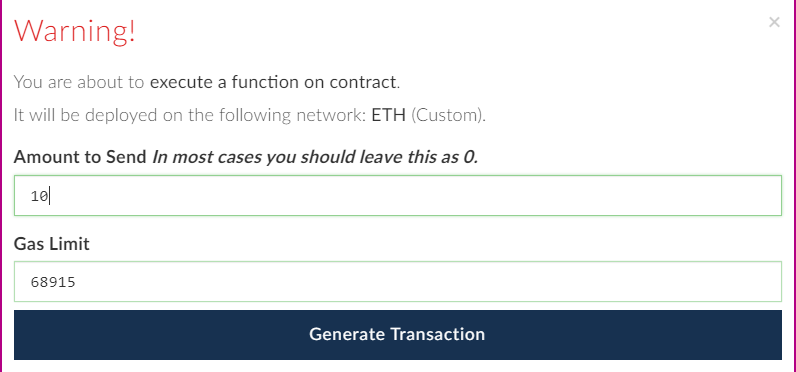 Warning!
×
You are about to execute a function on contract.
It will be deployed on the following network: ETH (Custom).
Amount to Send In most cases you should leave this as 0.
10
Gas Limit
68915
Generate Transaction